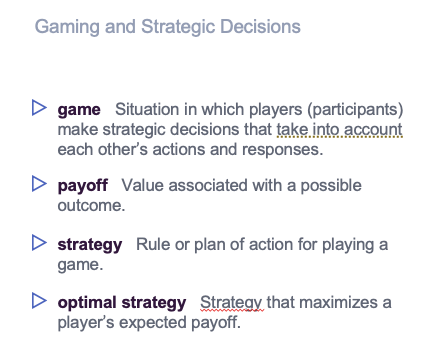 Gaming and Strategic Decisions
game Situation in which players (participants)
make strategic decisions that take into account
each other's actions and responses.
payoff Value associated with a possible
outcome.
strategy Rule or plan of action for playing a
game.
optimal strategy Strategy that maximizes a
player's expected payoff.